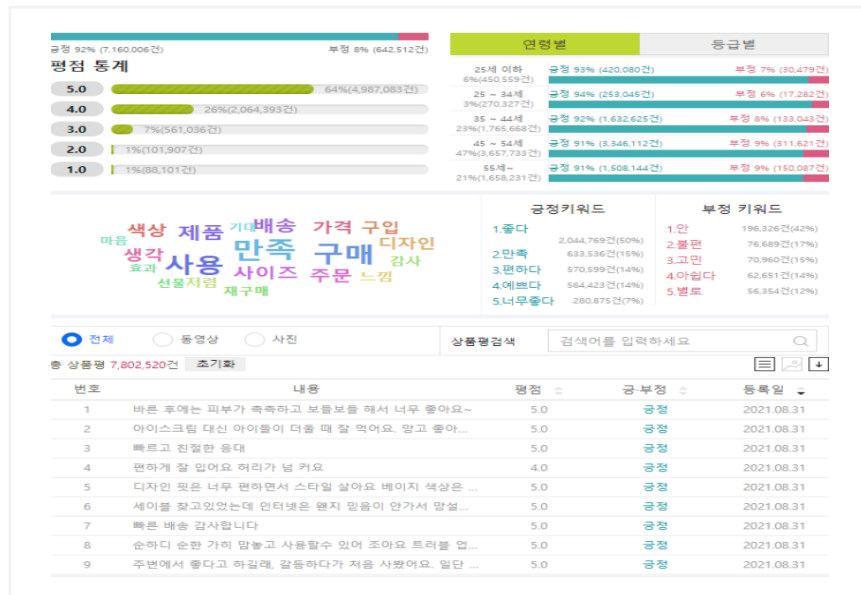 긍정 92% (7,160,006건) 부정 8% (642,512건)
평점 통계
5.0 64%(4,987,083건)
4.0 26%(2,064,393건)
3.0 7%(561,036건)
2.0 1%(101,907건)
1.0 1%(88,101건)
연령별 등급별
25세 이하 긍정 93% (420,080건) 부정 7% (30,479건)
6%(450,559건)
25 ~ 34세 긍정 94% (253,045건) 부정 6% (17,282건)
3%(270,327건)
35 ~ 44세 긍정 92% (1,632,625건) 부정 8% (133,043건)
23%(1,765,668건)
45 ~ 54세 긍정 91% (3,346,112건) 부정 9% (311,621건)
47%(3,657,733건)
55세~ 긍정 91% (1,508,144건) 부정 9% (150,087건)
21%(1,658,231건)
색상 제품 기대 배송 가격 구입
마음 생각 만족 구매 디자인
효과 사용 사이즈 주문 느낌 감사
선물 저렴 재구매
긍정키워드
1.좋다 2,044,769건(50%)
2.만족 633,536건(15%)
3.편하다 570,599건(14%)
4.예쁘다 564,423건(14%)
5.너무좋다 280,875건(7%)
부정 키워드
1.안 196,326건(42%)
2.불편 76,689건(17%)
3.고민 70,960건(15%)
4.아쉽다 62,651건(14%)
5.별로 56,354건(12%)
전체 동영상 사진 상품평검색 검색어를 입력하세요
총 상품평 7,802,520건 초기화
번호 내용 평점 긍·부정 등록일
1 바른 후에는 피부가 촉촉하고 보들보들 해서 너무 좋아요~ 5.0 긍정 2021.08.31
2 아이스크림 대신 아이들이 더울 때 잘 먹어요. 망고 좋아... 5.0 긍정 2021.08.31
3 빠르고 친절한 응대 5.0 긍정 2021.08.31
4 편하게 잘 입어요 허리가 넘 커요 4.0 긍정 2021.08.31
5 디자인 핏은 너무 편하면서 스타일 살아요 베이지 색상은 ... 5.0 긍정 2021.08.31
6 세이블 찾고있었는데 인터넷은 왠지 믿음이 안가서 망설... 5.0 긍정 2021.08.31
7 빠른 배송 감사합니다 5.0 긍정 2021.08.31
8 순하디 순한 가히 맘놓고 사용할수 있어 조아요 트러블 업... 5.0 긍정 2021.08.31
9 주변에서 좋다고 하길래, 갈등하다가 처음 사봤어요. 일단 ... 5.0 긍정 2021.08.31